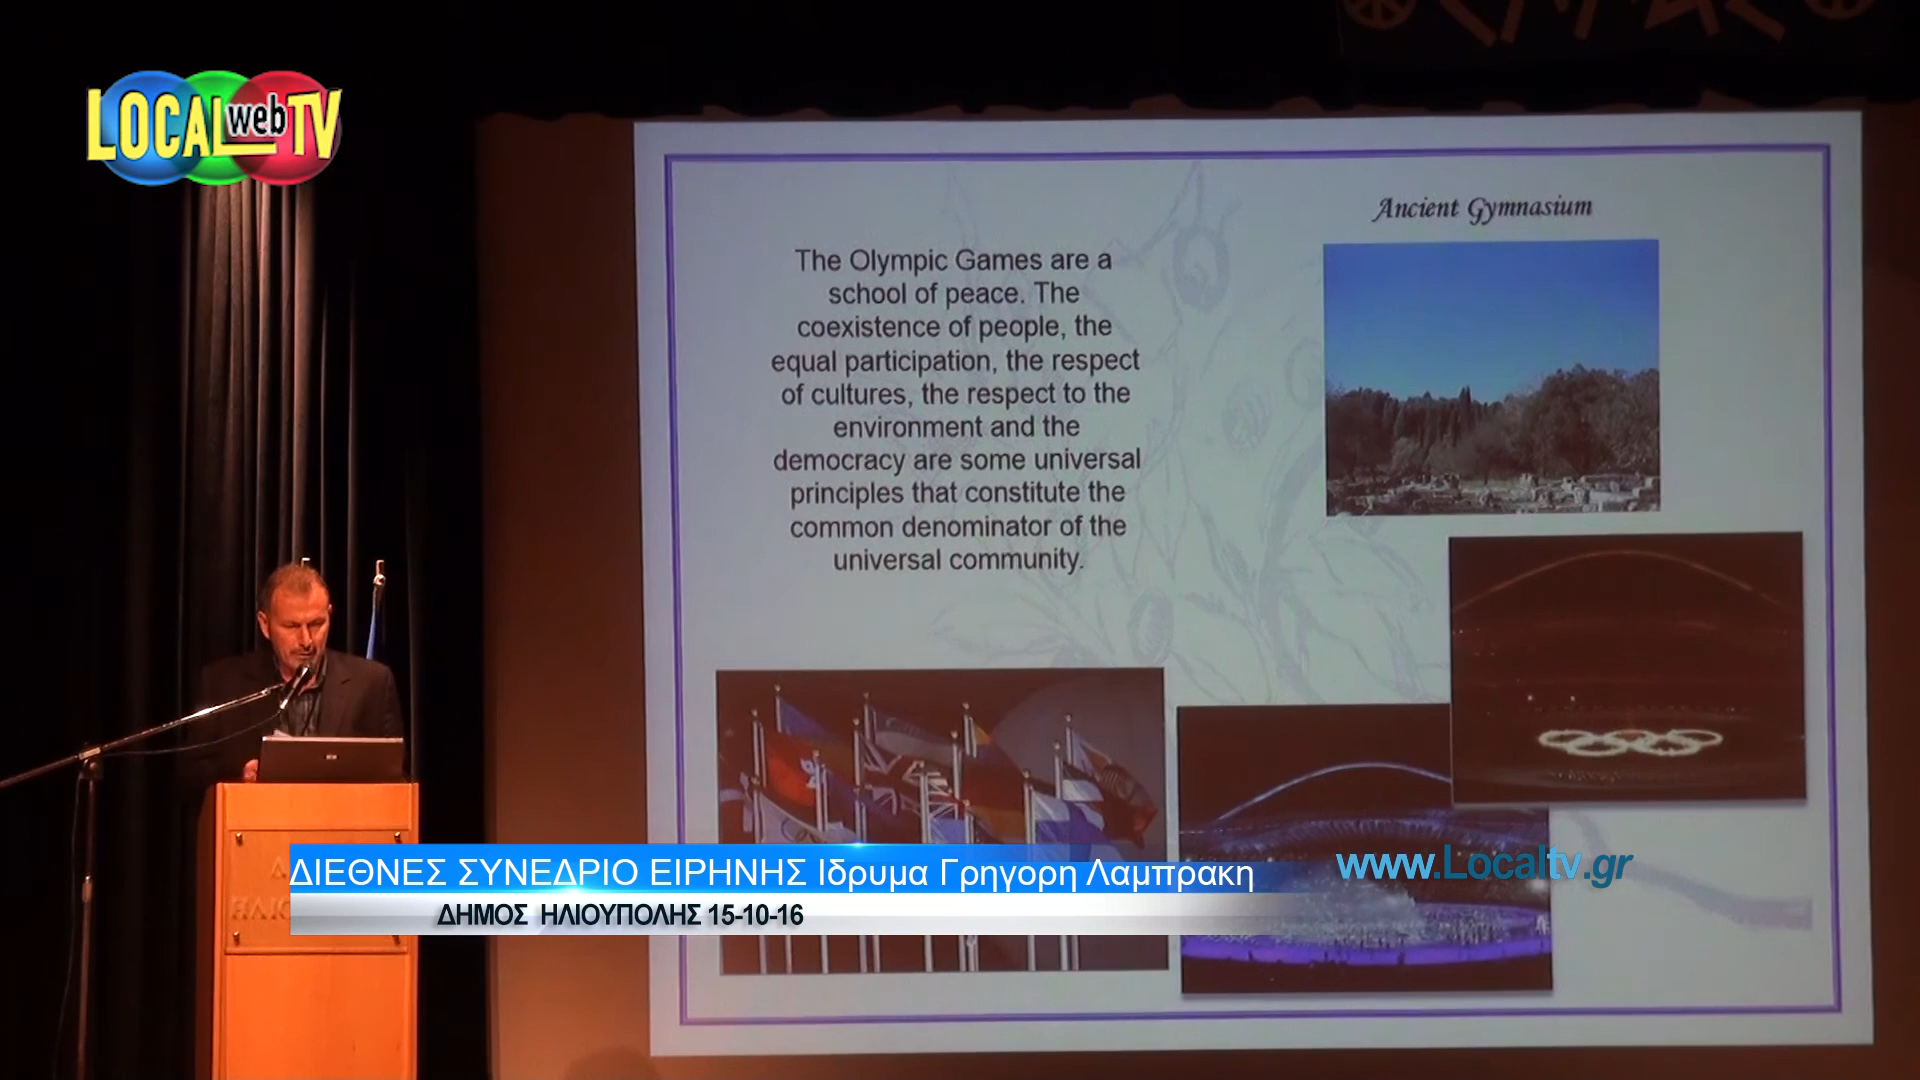 LOCAL web TV
Ancient Gymnasium
The Olympic Games are a
school of peace. The
coexistence of people, the
equal participation, the respect
of cultures, the respect to the
environment and the
democracy are some universal
principles that constitute the
common denominator of the
universal community.
ΔΙΕΘΝΕΣ ΣΥΝΕΔΡΙΟ ΕΙΡΗΝΗΣ Ιδρυμα Γρηγορη Λαμπρακη
www.Localtv.gr
ΔΗΜΟΣ ΗΛΙΟΥΠΟΛΗΣ 15-10-16